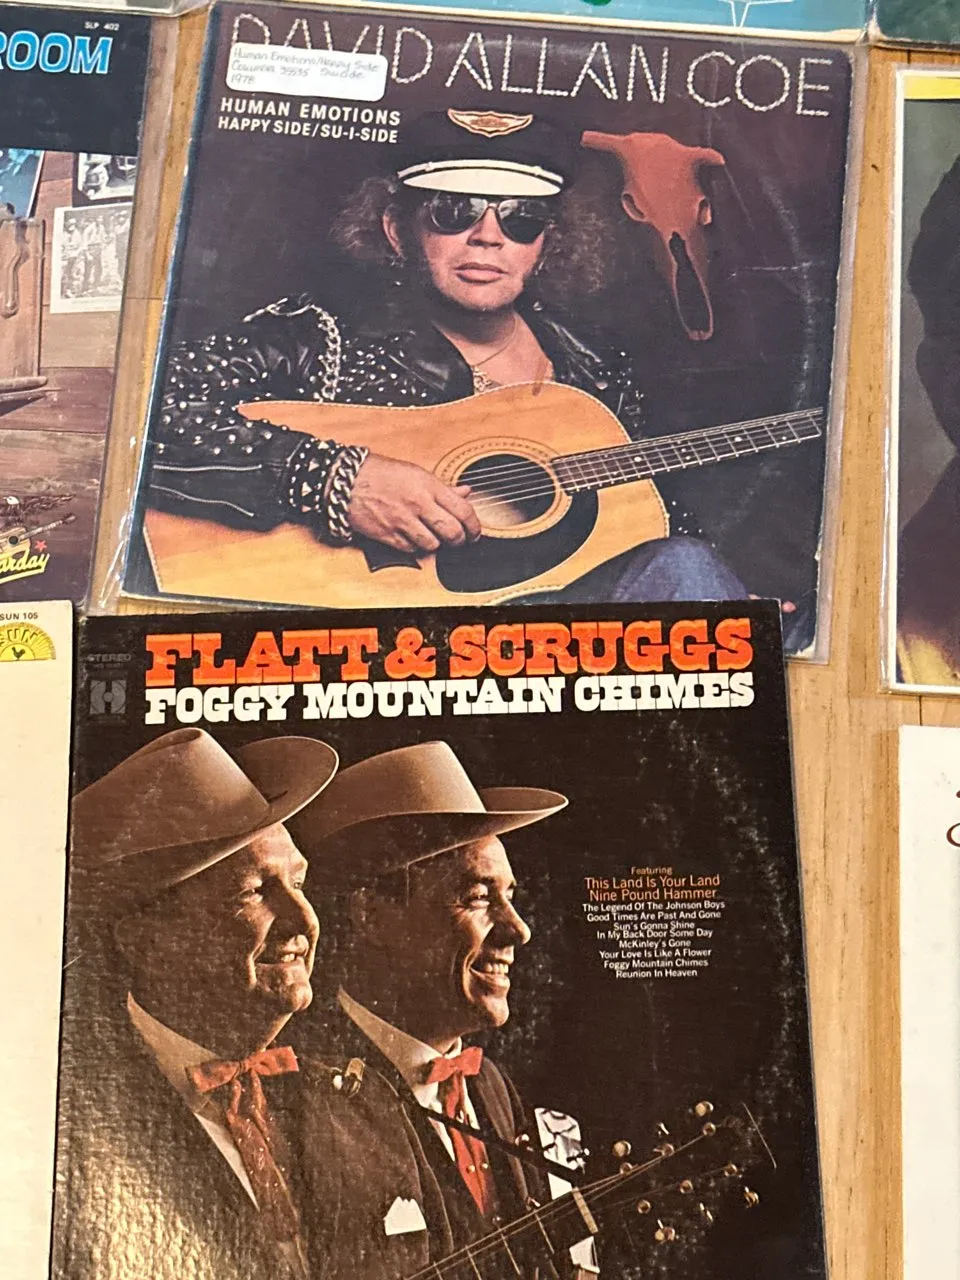 SLP 402
ROOM
DAVID ALLAN COE
Human Emotions/Happy Side
Columbia 35535 Suicide
1978
HUMAN EMOTIONS
HAPPY SIDE/SU-I-SIDE
SUN 105
SUN
STEREO
FLATT & SCRUGGS
FOGGY MOUNTAIN CHIMES
Featuring
This Land Is Your Land
Nine Pound Hammer
The Legend Of The Johnson Boys
Good Times Are Past And Gone
Sun's Gonna Shine
In My Back Door Some Day
McKinley's Gone
Your Love Is Like A Flower
Foggy Mountain Chimes
Reunion In Heaven